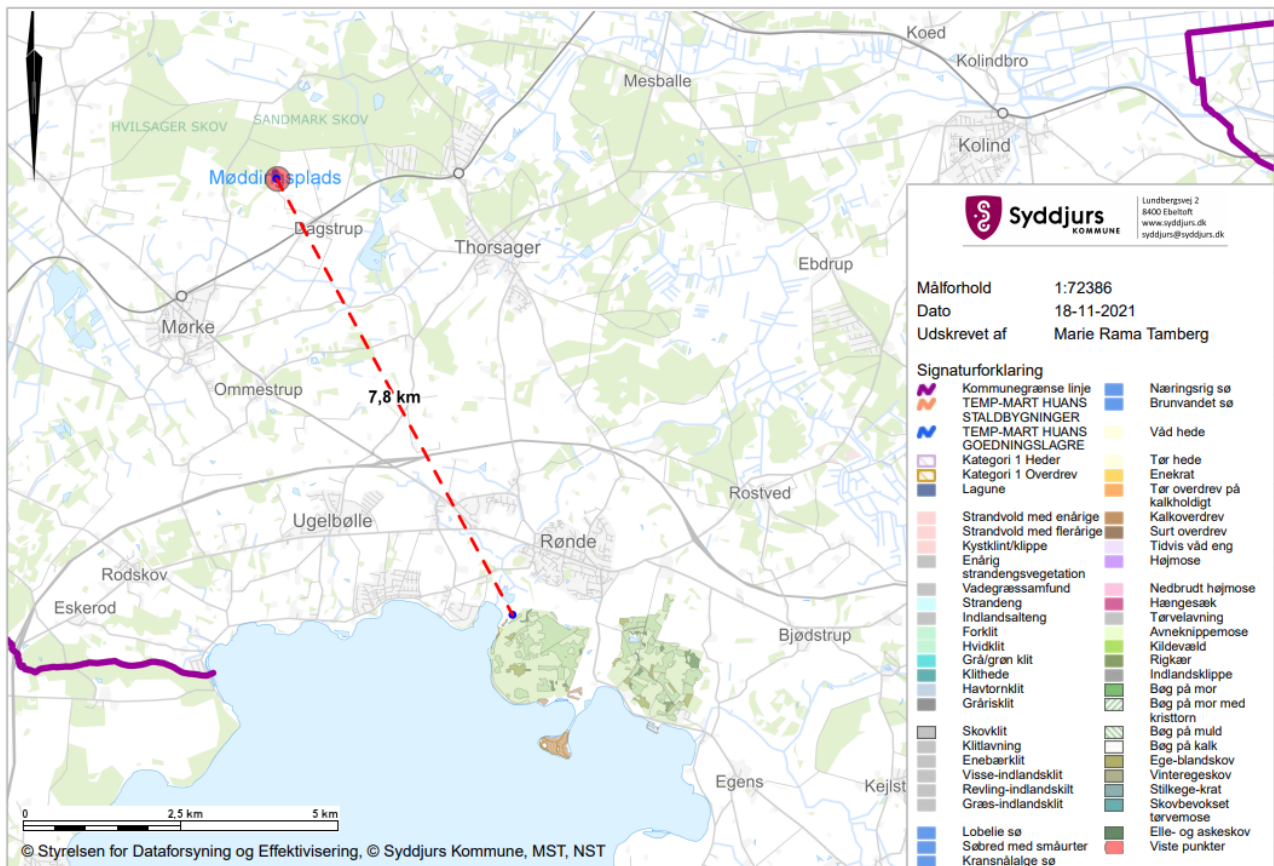 Koed
Kolindbro
Mesballe
HVILSAGER SKOV
SANDMARK SKOV
Kolind
Møddingsplads
Dagstrup
Thorsager
Ebdrup
Mørke
Ommestrup
7,8 km
Rostved
Ugelbølle
Rønde
Rodskov
Eskerod
Bjødstrup
Egens
Kejlst
0 2,5 km 5 km
© Styrelsen for Dataforsyning og Effektivisering, © Syddjurs Kommune, MST, NST
Syddjurs
KOMMUNE
Lundbergsvej 2
8400 Ebeltoft
www.syddjurs.dk
syddjurs@syddjurs.dk
Målforhold 1:72386
Dato 18-11-2021
Udskrevet af Marie Rama Tamberg
Signaturforklaring
Kommunegrænse linje
TEMP-MART HUANS
STALDBYGNINGER
TEMP-MART HUANS
GOEDNINGSLAGRE
Kategori 1 Heder
Kategori 1 Overdrev
Lagune
Strandvold med enårige
Strandvold med flerårige
Kystklint/klippe
Enårig
strandengsvegetation
Vadegræssamfund
Strandeng
Indlandsalteng
Forklit
Hvidklit
Grå/grøn klit
Klithede
Havtornklit
Grårisklit
Skovklit
Klitlavning
Enebærklit
Visse-indlandsklit
Revling-indlandskilt
Græs-indlandsklit
Lobelie sø
Søbred med småurter
Kransnålalge sø
Næringsrig sø
Brunvandet sø
Våd hede
Tør hede
Enekrat
Tør overdrev på
kalkholdigt
Kalkoverdrev
Surt overdrev
Tidvis våd eng
Højmose
Nedbrudt højmose
Hængesæk
Tørvelavning
Avneknippemose
Kildevæld
Rigkær
Indlandsklippe
Bøg på mor
Bøg på mor med
kristtorn
Bøg på muld
Bøg på kalk
Ege-blandskov
Vinteregeskov
Stilkege-krat
Skovbevokset
tørvemose
Elle- og askeskov
Viste punkter